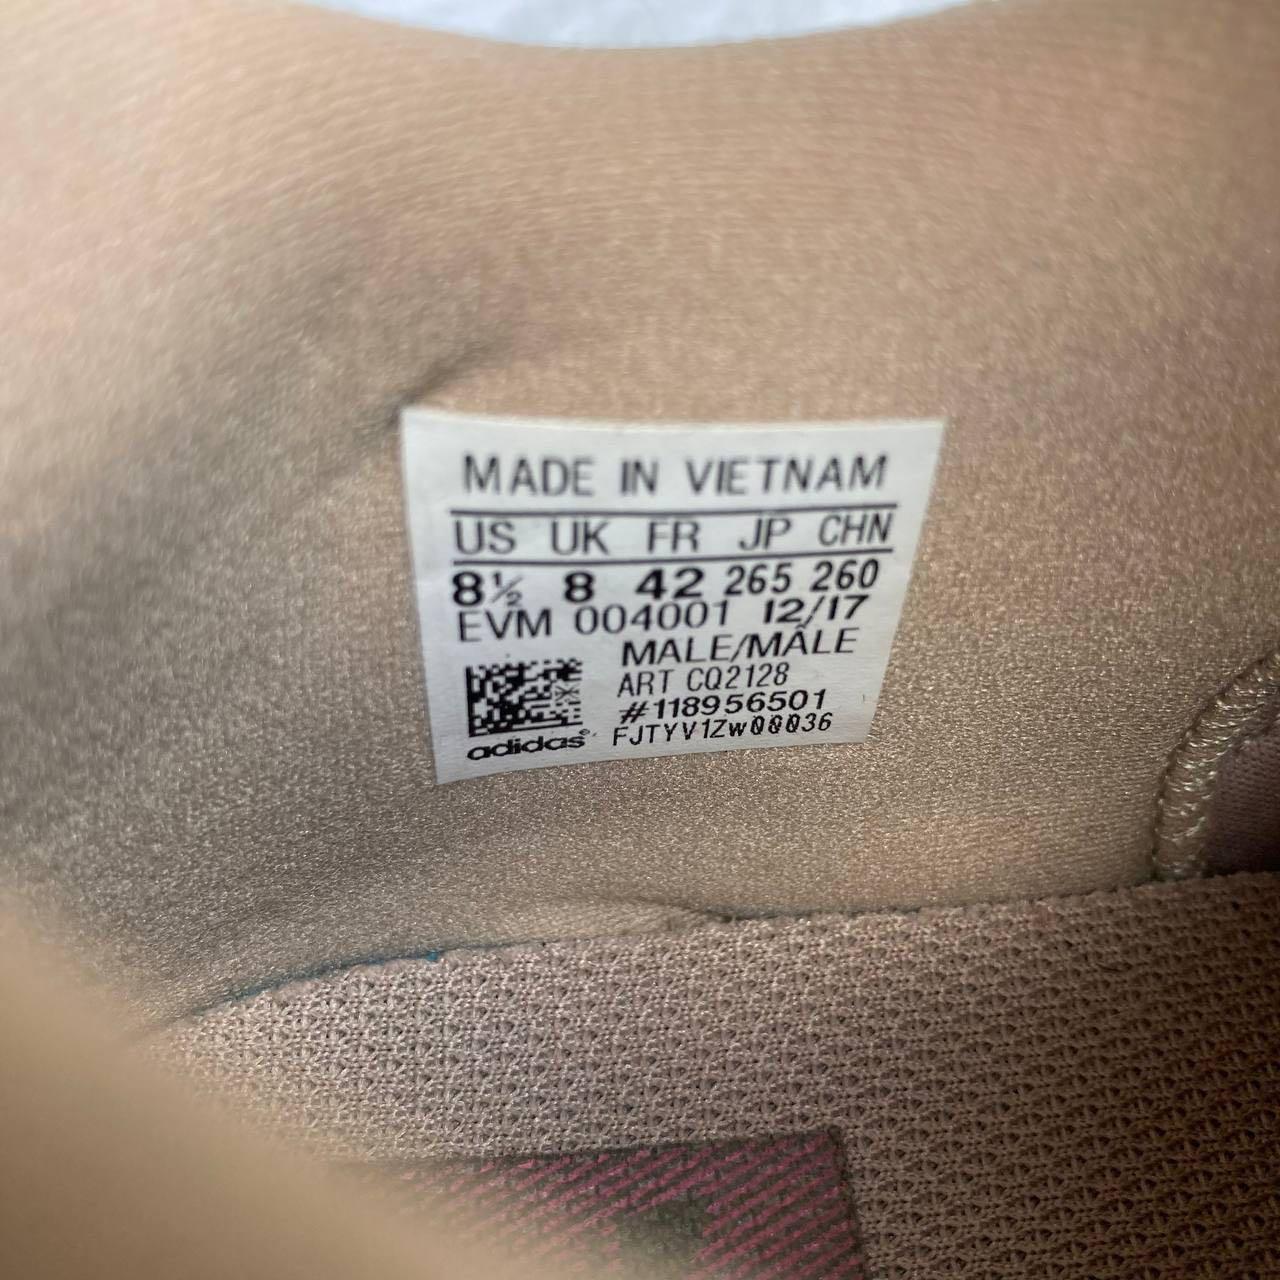 MADE IN VIETNAM
US UK FR JP CHN
8½ 8 42 265 260
EVM 004001 12/17
MALE/MÂLE
ART CQ2128
#118956501
adidas® FJTYV1Zw00036